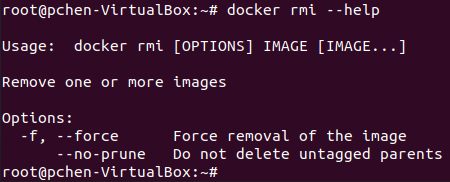 root@pchen-VirtualBox:~# docker rmi --help
Usage:  docker rmi [OPTIONS] IMAGE [IMAGE...]
Remove one or more images
Options:
  -f, --force      Force removal of the image
      --no-prune   Do not delete untagged parents
root@pchen-VirtualBox:~#